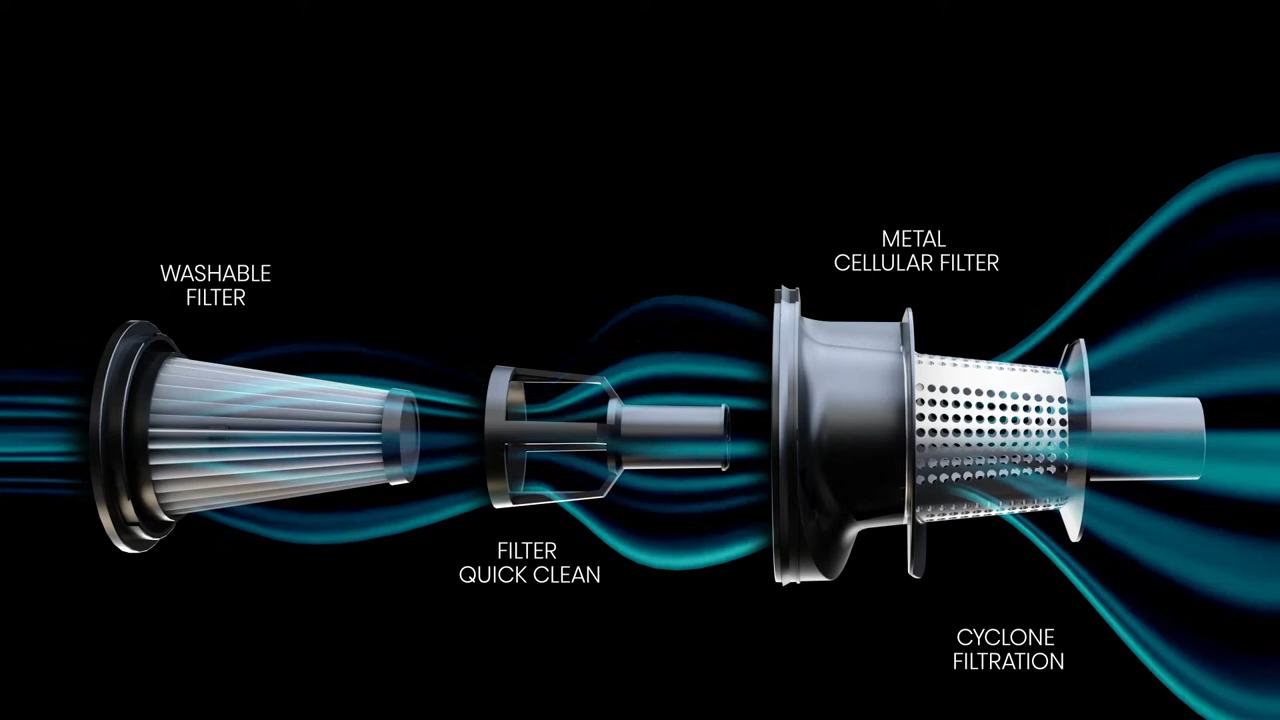 WASHABLE
FILTER
FILTER
QUICK CLEAN
METAL
CELLULAR FILTER
CYCLONE
FILTRATION